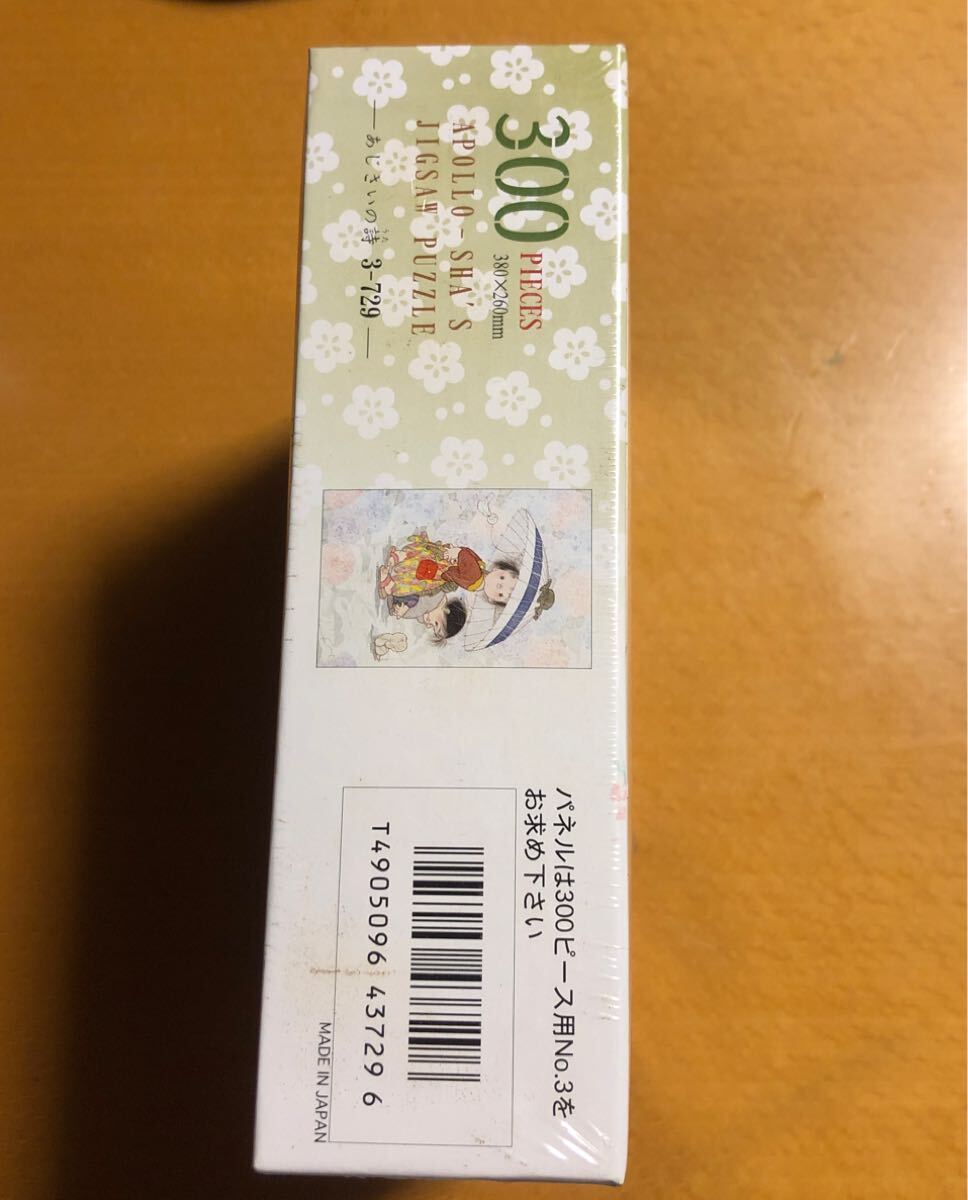 300 PIECES
380×260mm
APOLLO-SHA'S
JIGSAW PUZZLE
— あじさいの詩 3-729 —
うた
パネルは300ピース用No.3を
お求め下さい
T4905096 43729 6
MADE IN JAPAN